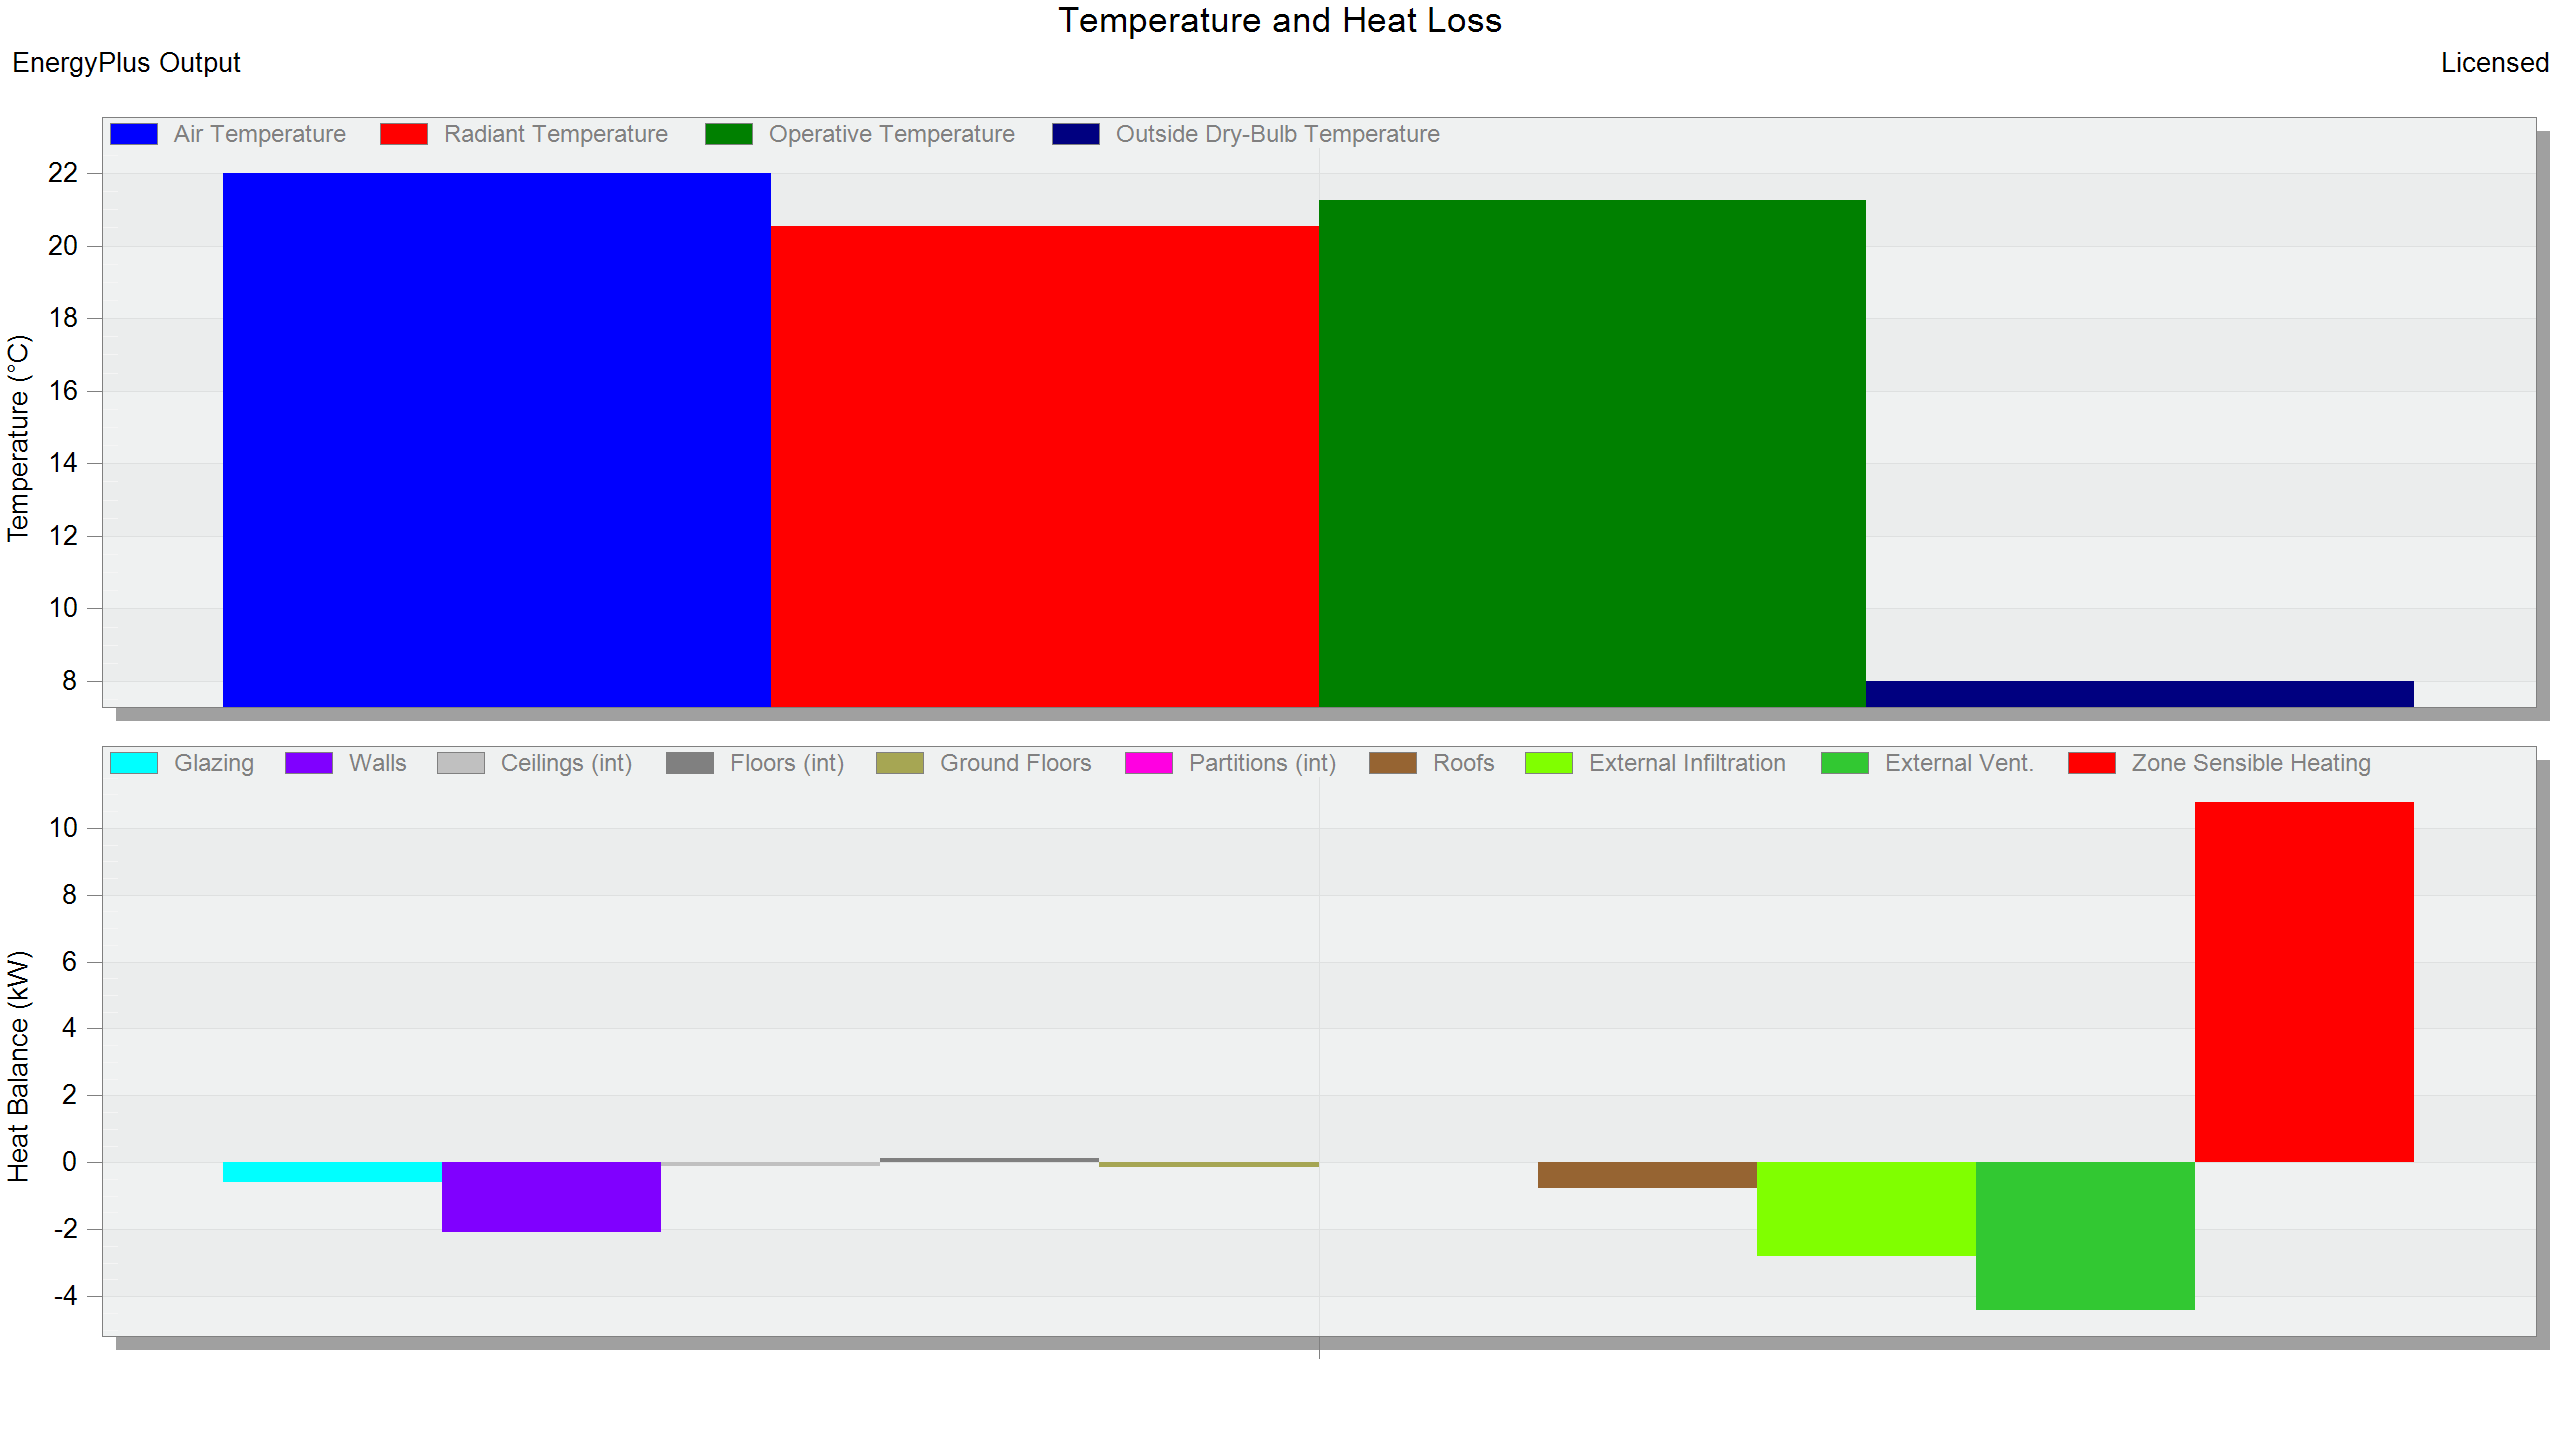 Temperature and Heat Loss
EnergyPlus Output
Licensed
Air Temperature
Radiant Temperature
Operative Temperature
Outside Dry-Bulb Temperature
Temperature (°C)
22
20
18
16
14
12
10
8
Glazing
Walls
Ceilings (int)
Floors (int)
Ground Floors
Partitions (int)
Roofs
External Infiltration
External Vent.
Zone Sensible Heating
Heat Balance (kW)
10
8
6
4
2
0
-2
-4